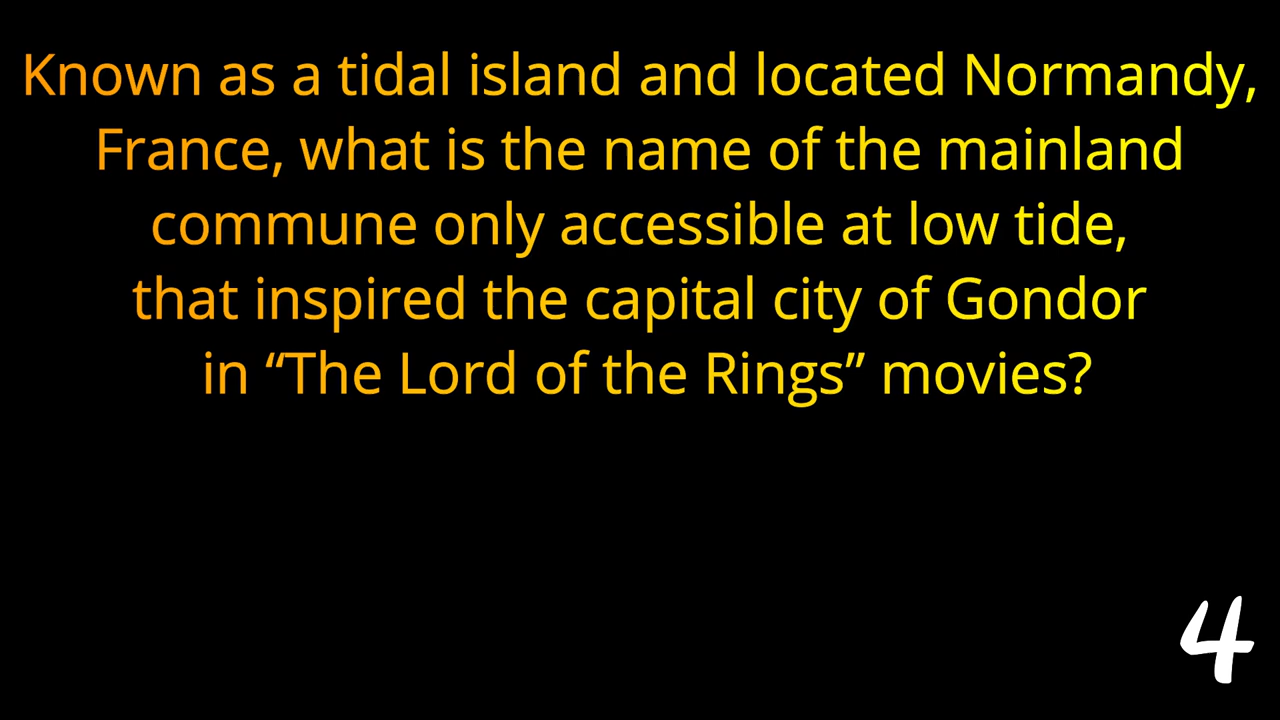 Known as a tidal island and located Normandy,
France, what is the name of the mainland
commune only accessible at low tide,
that inspired the capital city of Gondor
in “The Lord of the Rings” movies?
4